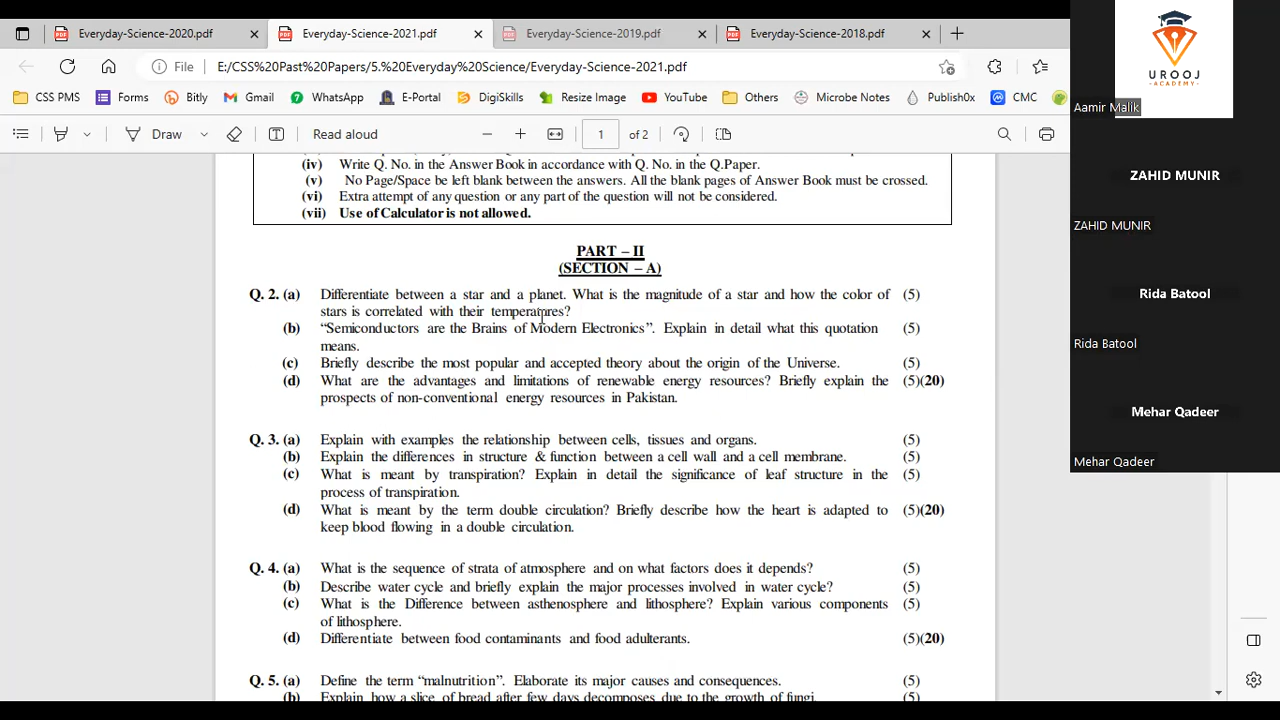 Everyday-Science-2020.pdf
Everyday-Science-2021.pdf
Everyday-Science-2019.pdf
Everyday-Science-2018.pdf
File
E:/CSS%20Past%20Papers/5.%20Everyday%20Science/Everyday-Science-2021.pdf
CSS PMS
Forms
Bitly
Gmail
WhatsApp
E-Portal
DigiSkills
Resize Image
YouTube
Others
Microbe Notes
Publish0x
CMC
Draw
Read aloud
1 of 2
(iv) Write Q. No. in the Answer Book in accordance with Q. No. in the Q.Paper.
(v) No Page/Space be left blank between the answers. All the blank pages of Answer Book must be crossed.
(vi) Extra attempt of any question or any part of the question will not be considered.
(vii) Use of Calculator is not allowed.
PART – II
(SECTION – A)
Q. 2. (a) Differentiate between a star and a planet. What is the magnitude of a star and how the color of (5)
stars is correlated with their temperatures?
(b) “Semiconductors are the Brains of Modern Electronics”. Explain in detail what this quotation (5)
means.
(c) Briefly describe the most popular and accepted theory about the origin of the Universe. (5)
(d) What are the advantages and limitations of renewable energy resources? Briefly explain the (5)(20)
prospects of non-conventional energy resources in Pakistan.
Q. 3. (a) Explain with examples the relationship between cells, tissues and organs. (5)
(b) Explain the differences in structure & function between a cell wall and a cell membrane. (5)
(c) What is meant by transpiration? Explain in detail the significance of leaf structure in the (5)
process of transpiration.
(d) What is meant by the term double circulation? Briefly describe how the heart is adapted to (5)(20)
keep blood flowing in a double circulation.
Q. 4. (a) What is the sequence of strata of atmosphere and on what factors does it depends? (5)
(b) Describe water cycle and briefly explain the major processes involved in water cycle? (5)
(c) What is the Difference between asthenosphere and lithosphere? Explain various components (5)
of lithosphere.
(d) Differentiate between food contaminants and food adulterants. (5)(20)
Q. 5. (a) Define the term “malnutrition”. Elaborate its major causes and consequences. (5)
(b) Explain how a slice of bread after few days decomposes due to the growth of fungi. (5)
UROOJ
ACADEMY
Aamir Malik
ZAHID MUNIR
ZAHID MUNIR
Rida Batool
Rida Batool
Mehar Qadeer
Mehar Qadeer